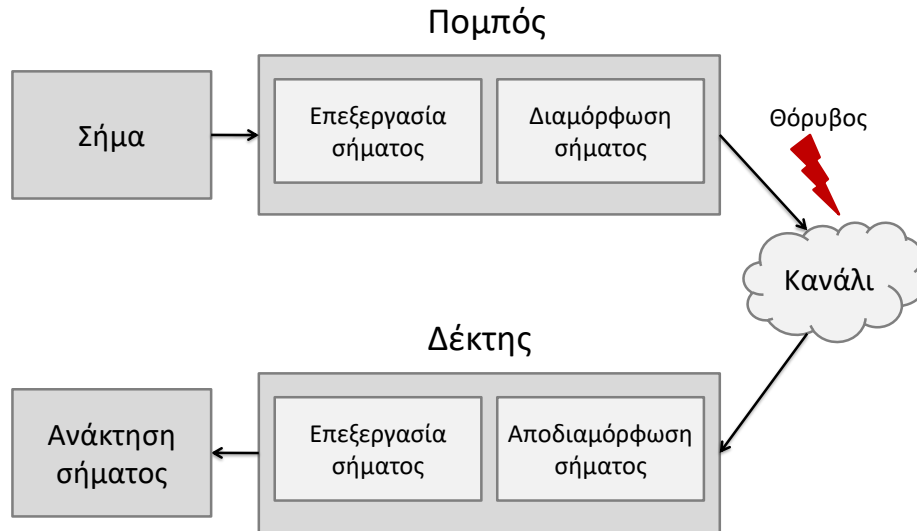 Πομπός
Σήμα
Επεξεργασία
σήματος
Διαμόρφωση
σήματος
Θόρυβος
Κανάλι
Δέκτης
Ανάκτηση
σήματος
Επεξεργασία
σήματος
Αποδιαμόρφωση
σήματος